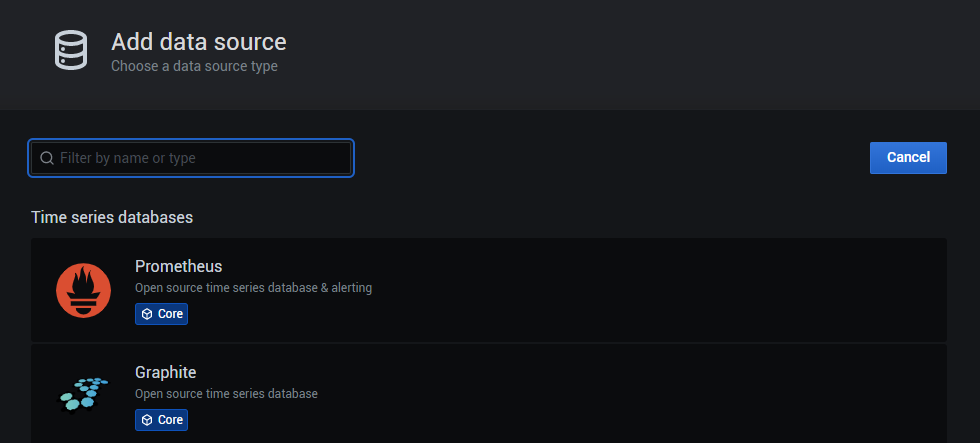 Add data source
Choose a data source type
Filter by name or type
Cancel
Time series databases
Prometheus
Open source time series database & alerting
Core
Graphite
Open source time series database
Core